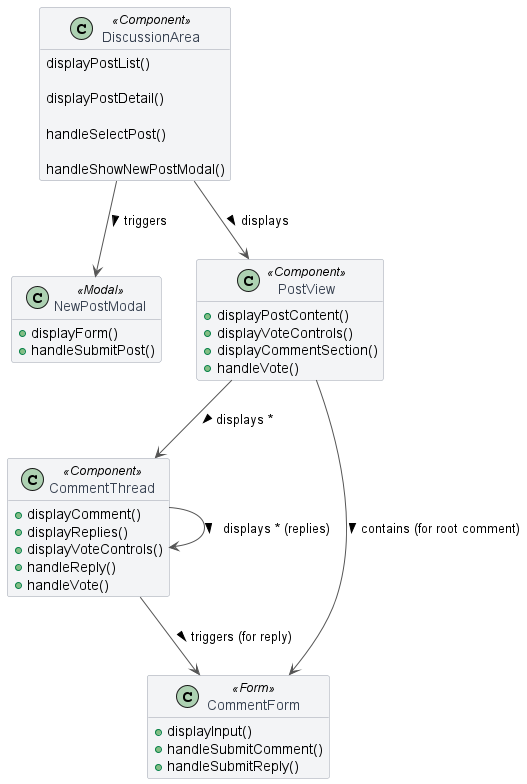 C
«Component»
DiscussionArea
displayPostList()
displayPostDetail()
handleSelectPost()
handleShowNewPostModal()
triggers
displays
C
«Modal»
NewPostModal
displayForm()
handleSubmitPost()
C
«Component»
PostView
displayPostContent()
displayVoteControls()
displayCommentSection()
handleVote()
displays *
C
«Component»
CommentThread
displayComment()
displayReplies()
displayVoteControls()
handleReply()
handleVote()
displays * (replies)
contains (for root comment)
triggers (for reply)
C
«Form»
CommentForm
displayInput()
handleSubmitComment()
handleSubmitReply()